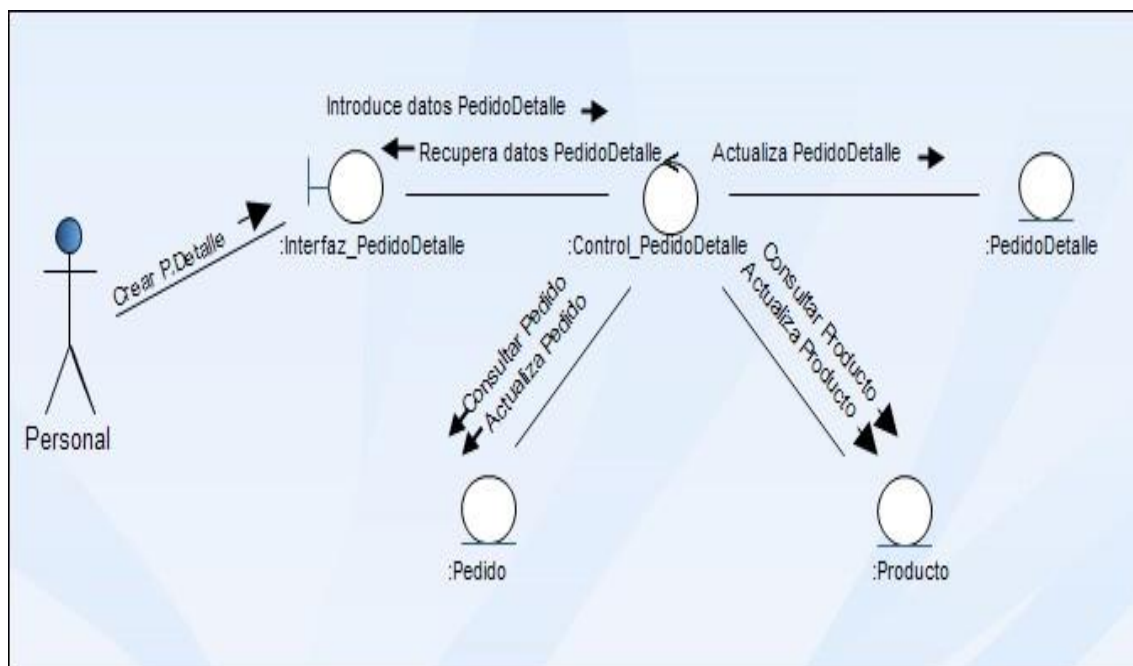 Introduce datos PedidoDetalle
Recupera datos PedidoDetalle
Actualiza PedidoDetalle
Crear P.Detalle
:Interfaz_PedidoDetalle
:Control_PedidoDetalle
:PedidoDetalle
Consultar Pedido
Actualiza Pedido
Consultar Producto
Actualiza Producto
Personal
:Pedido
:Producto